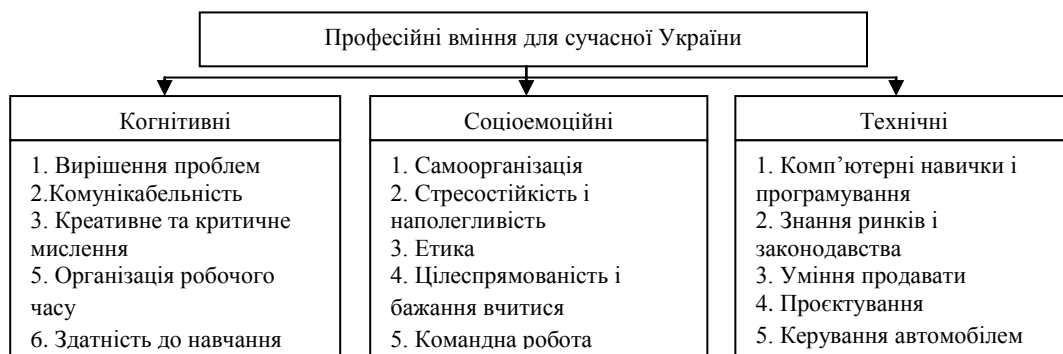 Професійні вміння для сучасної України
Когнітивні
1. Вирішення проблем
2.Комунікабельність
3. Креативне та критичне
мислення
5. Організація робочого
часу
6. Здатність до навчання
Соціоемоційні
1. Самоорганізація
2. Стресостійкість і
наполегливість
3. Етика
4. Цілеспрямованість і
бажання вчитися
5. Командна робота
Технічні
1. Комп’ютерні навички і
програмування
2. Знання ринків і
законодавства
3. Уміння продавати
4. Проєктування
5. Керування автомобілем